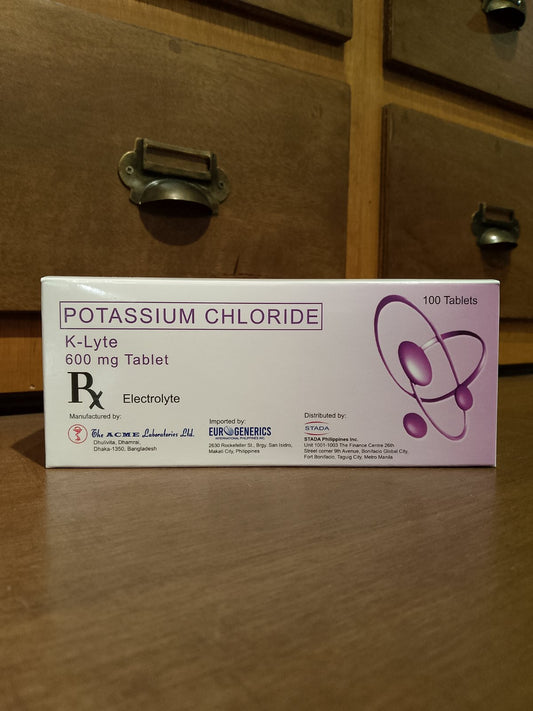 POTASSIUM CHLORIDE
K-Lyte
600 mg Tablet
100 Tablets
Rx Electrolyte
Manufactured by:
The ACME Laboratories Ltd.
Dhulivita, Dhamrai,
Dhaka-1350, Bangladesh
Imported by:
EUROGENERICS
INTERNATIONAL PHILIPPINES INC.
2630 Rockefeller St., Brgy. San Isidro,
Makati City, Philippines
Distributed by:
STADA
STADA Philippines Inc.
Unit 1001-1003 The Finance Centre 26th
Street corner 9th Avenue, Bonifacio Global City,
Fort Bonifacio, Taguig City, Metro Manila